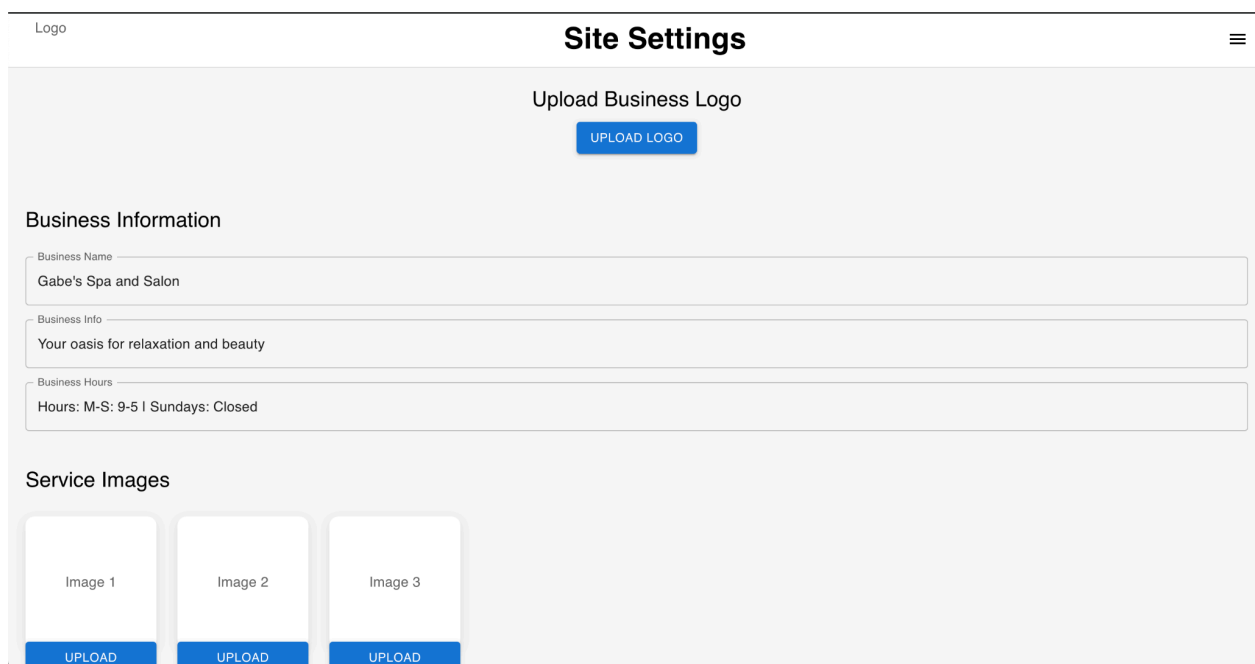 Logo
Site Settings
Upload Business Logo
UPLOAD LOGO
Business Information
Business Name
Gabe's Spa and Salon
Business Info
Your oasis for relaxation and beauty
Business Hours
Hours: M-S: 9-5 | Sundays: Closed
Service Images
Image 1 Image 2 Image 3
UPLOAD UPLOAD UPLOAD